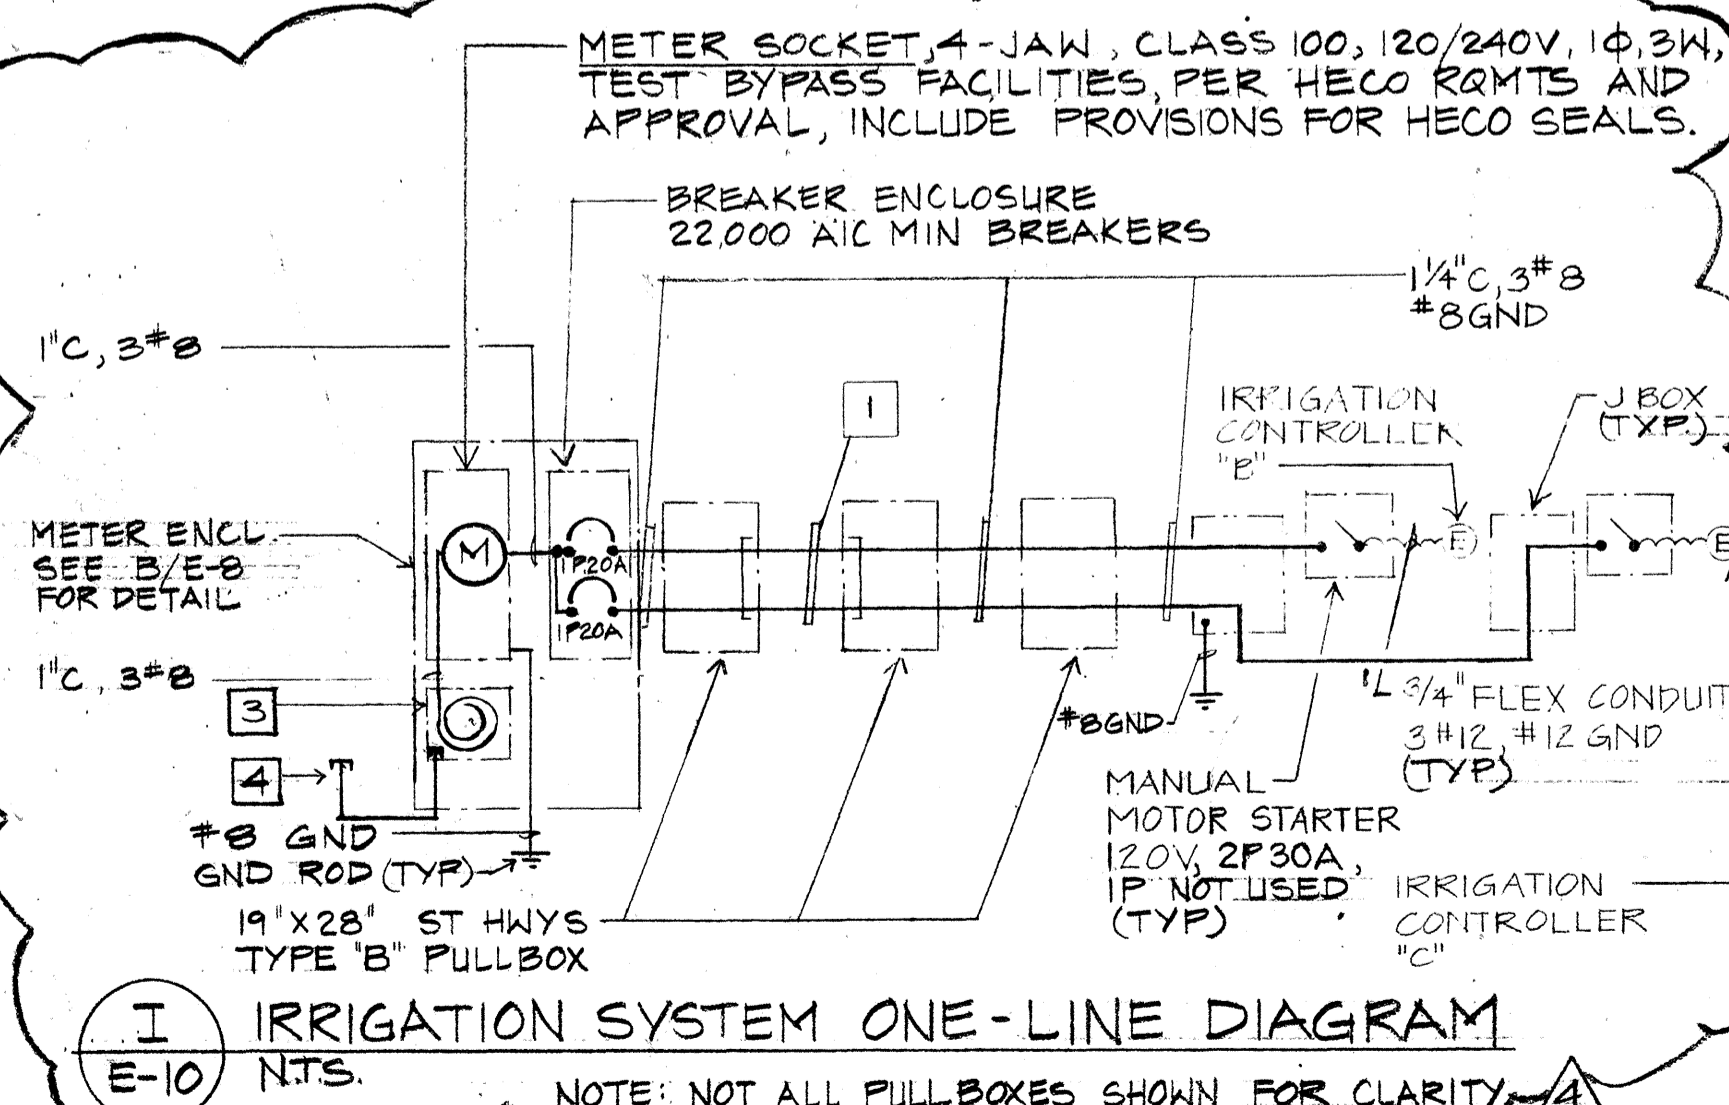 METER SOCKET, 4-JAW, CLASS 100, 120/240V, 1Φ, 3W,
TEST BYPASS FACILITIES, PER HECO RQMTS AND
APPROVAL, INCLUDE PROVISIONS FOR HECO SEALS.
BREAKER ENCLOSURE
22,000 AIC MIN BREAKERS
1¼"C, 3#8
#8GND
1"C, 3#8
1
IRRIGATION
CONTROLLER
"B"
J BOX
(TYP.)
METER ENCL.
SEE B/E-8
FOR DETAIL
M
1P20A
1P20A
E
E
1"C, 3#8
3
4
#8GND
3/4" FLEX CONDUIT
3#12, #12 GND
(TYP)
MANUAL
MOTOR STARTER
120V, 2P30A,
1P NOT USED
(TYP)
#8 GND
GND ROD (TYP)
IRRIGATION
CONTROLLER
"C"
19"X28" ST HWYS
TYPE "B" PULLBOX
I
E-10
IRRIGATION SYSTEM ONE-LINE DIAGRAM
N.T.S.
NOTE: NOT ALL PULLBOXES SHOWN FOR CLARITY
4